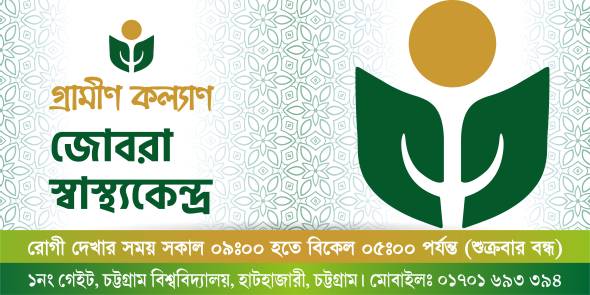 গ্রামীণ কল্যাণ
জোবরা
স্বাস্থ্যকেন্দ্র
রোগী দেখার সময় সকাল ০৯ঃ০০ হতে বিকেল ০৫ঃ০০ পর্যন্ত (শুক্রবার বন্ধ)
১নং গেইট, চট্টগ্রাম বিশ্ববিদ্যালয়, হাটহাজারী, চট্টগ্রাম। মোবাইলঃ ০১৭০১ ৬৯৩ ৩৯৪